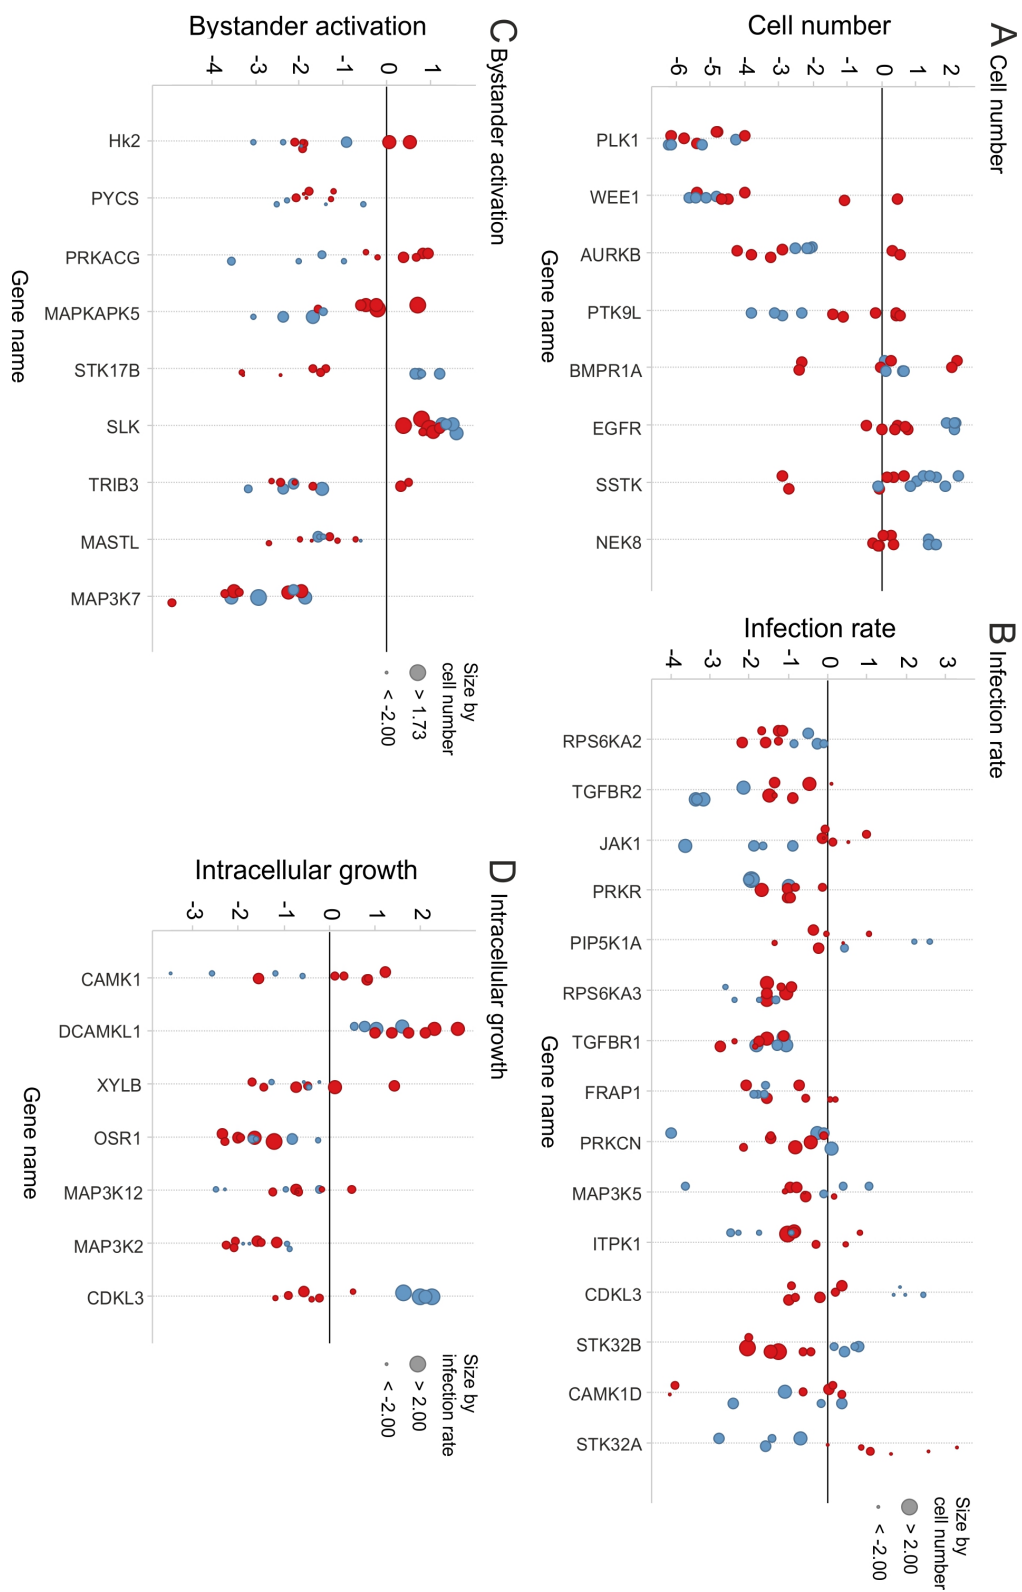 A Cell number
Cell number
2
1
0
-1
-2
-3
-4
-5
-6
PLK1
WEE1
AURKB
PTK9L
BMPR1A
EGFR
SSTK
NEK8
Gene name
B Infection rate
Infection rate
3
2
1
0
-1
-2
-3
-4
RPS6KA2
TGFBR2
JAK1
PRKR
PIP5K1A
RPS6KA3
TGFBR1
FRAP1
PRKCN
MAP3K5
ITPK1
CDKL3
STK32B
CAMK1D
STK32A
Gene name
Size by
cell number
> 2.00
< -2.00
C Bystander activation
Bystander activation
1
0
-1
-2
-3
-4
Hk2
PYCS
PRKACG
MAPKAPK5
STK17B
SLK
TRIB3
MASTL
MAP3K7
Gene name
Size by
cell number
> 1.73
< -2.00
D Intracellular growth
Intracellular growth
2
1
0
-1
-2
-3
CAMK1
DCAMKL1
XYLB
OSR1
MAP3K12
MAP3K2
CDKL3
Gene name
Size by
infection rate
> 2.00
< -2.00